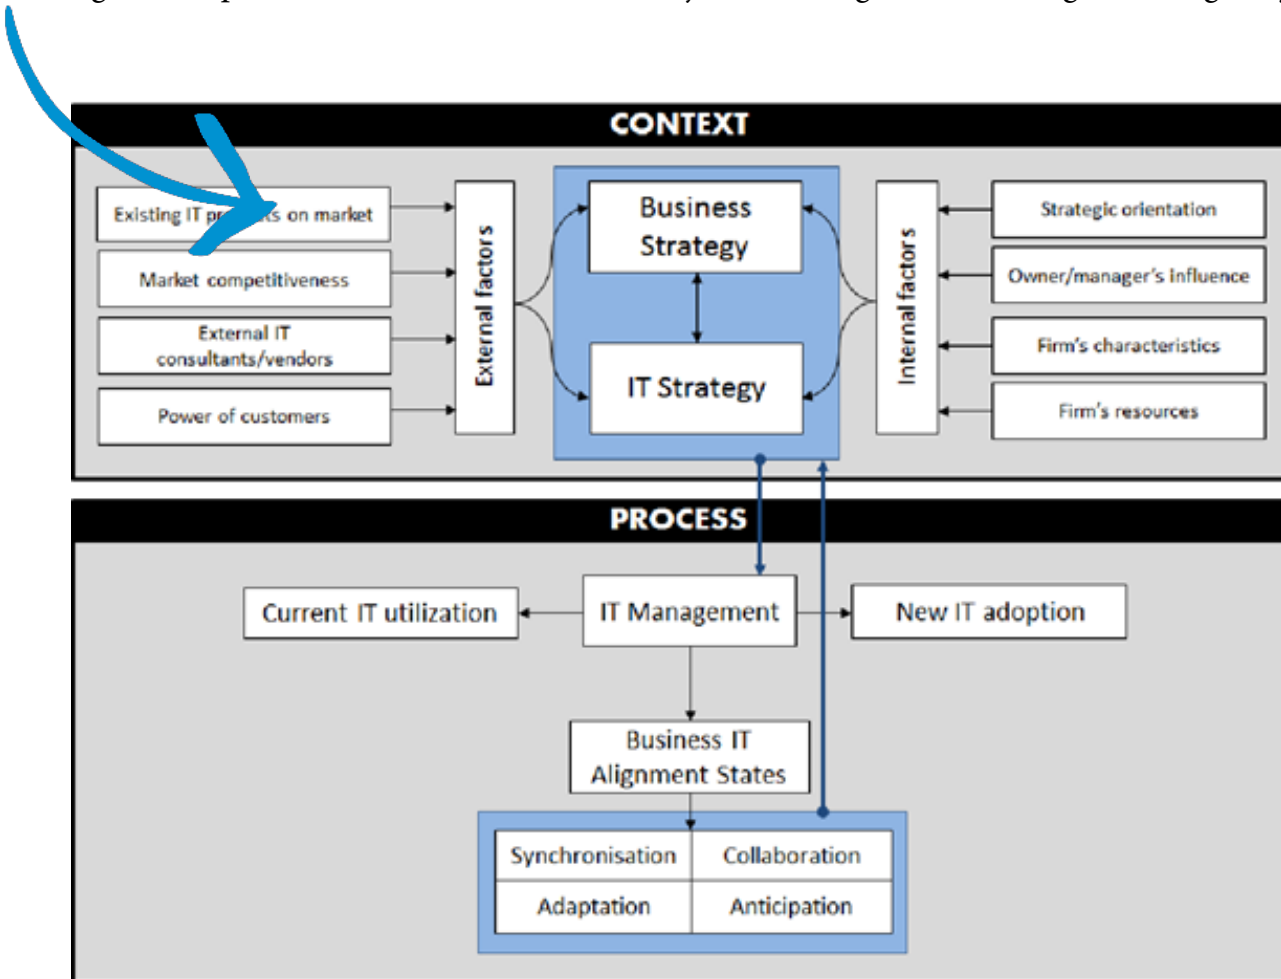 CONTEXT
Existing IT on market
Market competitiveness
External IT
consultants/vendors
Power of customers
External factors
Business
Strategy
IT Strategy
Internal factors
Strategic orientation
Owner/manager's influence
Firm's characteristics
Firm's resources
PROCESS
Current IT utilization
IT Management
New IT adoption
Business IT
Alignment States
Synchronisation
Collaboration
Adaptation
Anticipation